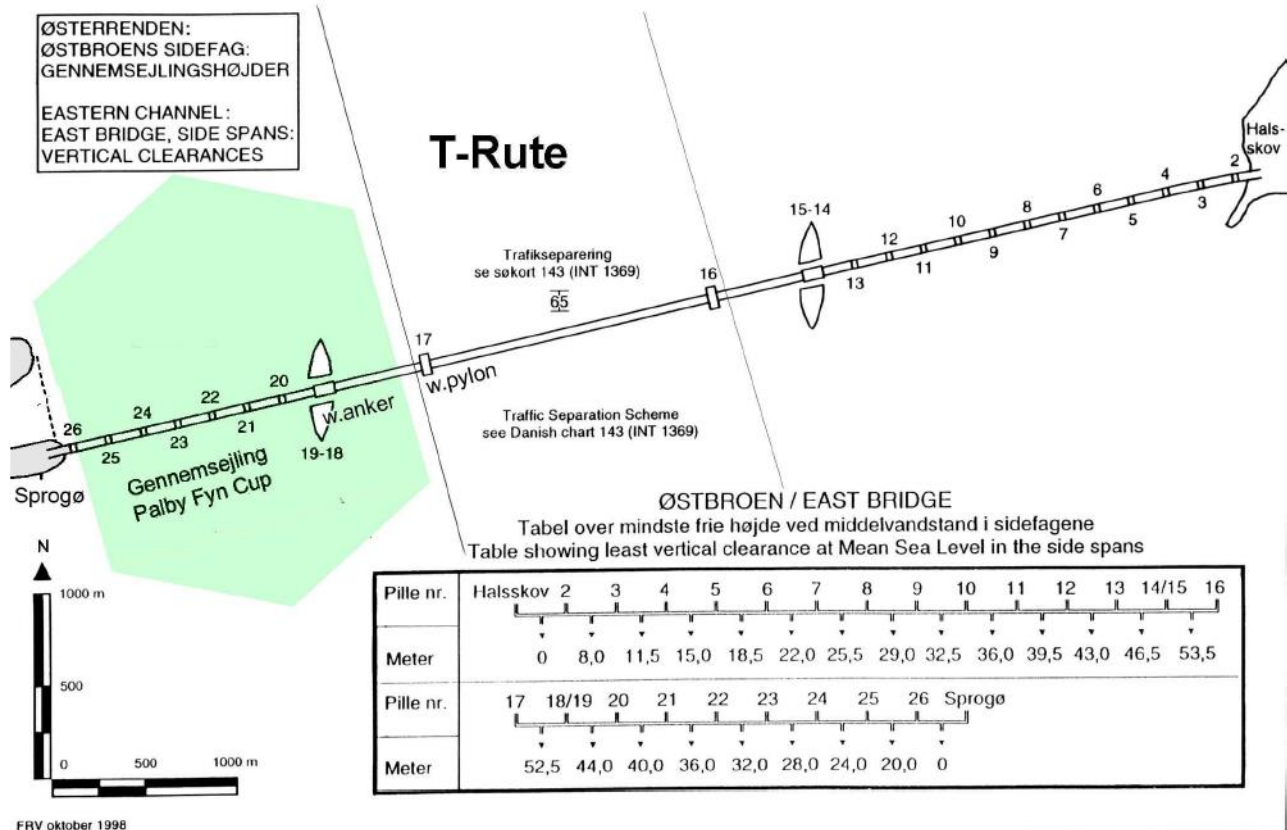 ØSTERRENDEN:
ØSTBROENS SIDEFAG:
GENNEMSEJLINGSHØJDER
EASTERN CHANNEL:
EAST BRIDGE, SIDE SPANS:
VERTICAL CLEARANCES
T-Rute
Hals-
skov
2
3
4
5
6
7
8
9
10
11
12
13
15-14
16
Trafikseparering
se søkort 143 (INT 1369)
65
17
w.pylon
w.anker
19-18
20
21
22
23
24
25
26
Sprogø
Gennemsejling
Palby Fyn Cup
Traffic Separation Scheme
see Danish chart 143 (INT 1369)
ØSTBROEN / EAST BRIDGE
Tabel over mindste frie højde ved middelvandstand i sidefagene
Table showing least vertical clearance at Mean Sea Level in the side spans
Pille nr. Halsskov 2 3 4 5 6 7 8 9 10 11 12 13 14/15 16
Meter 0 8,0 11,5 15,0 18,5 22,0 25,5 29,0 32,5 36,0 39,5 43,0 46,5 53,5
Pille nr. 17 18/19 20 21 22 23 24 25 26 Sprogø
Meter 52,5 44,0 40,0 36,0 32,0 28,0 24,0 20,0 0
N
1000 m
500
0 500 1000 m
FRV oktober 1998